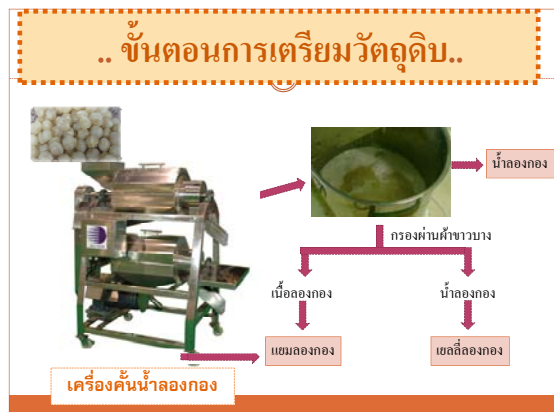 .. ขั้นตอนการเตรียมวัตถุดิบ..
น้ำลองกอง
กรองผ่านผ้าขาวบาง
เนื้อลองกอง
น้ำลองกอง
แยมลองกอง
เยลลี่ลองกอง
เครื่องคั้นน้ำลองกอง